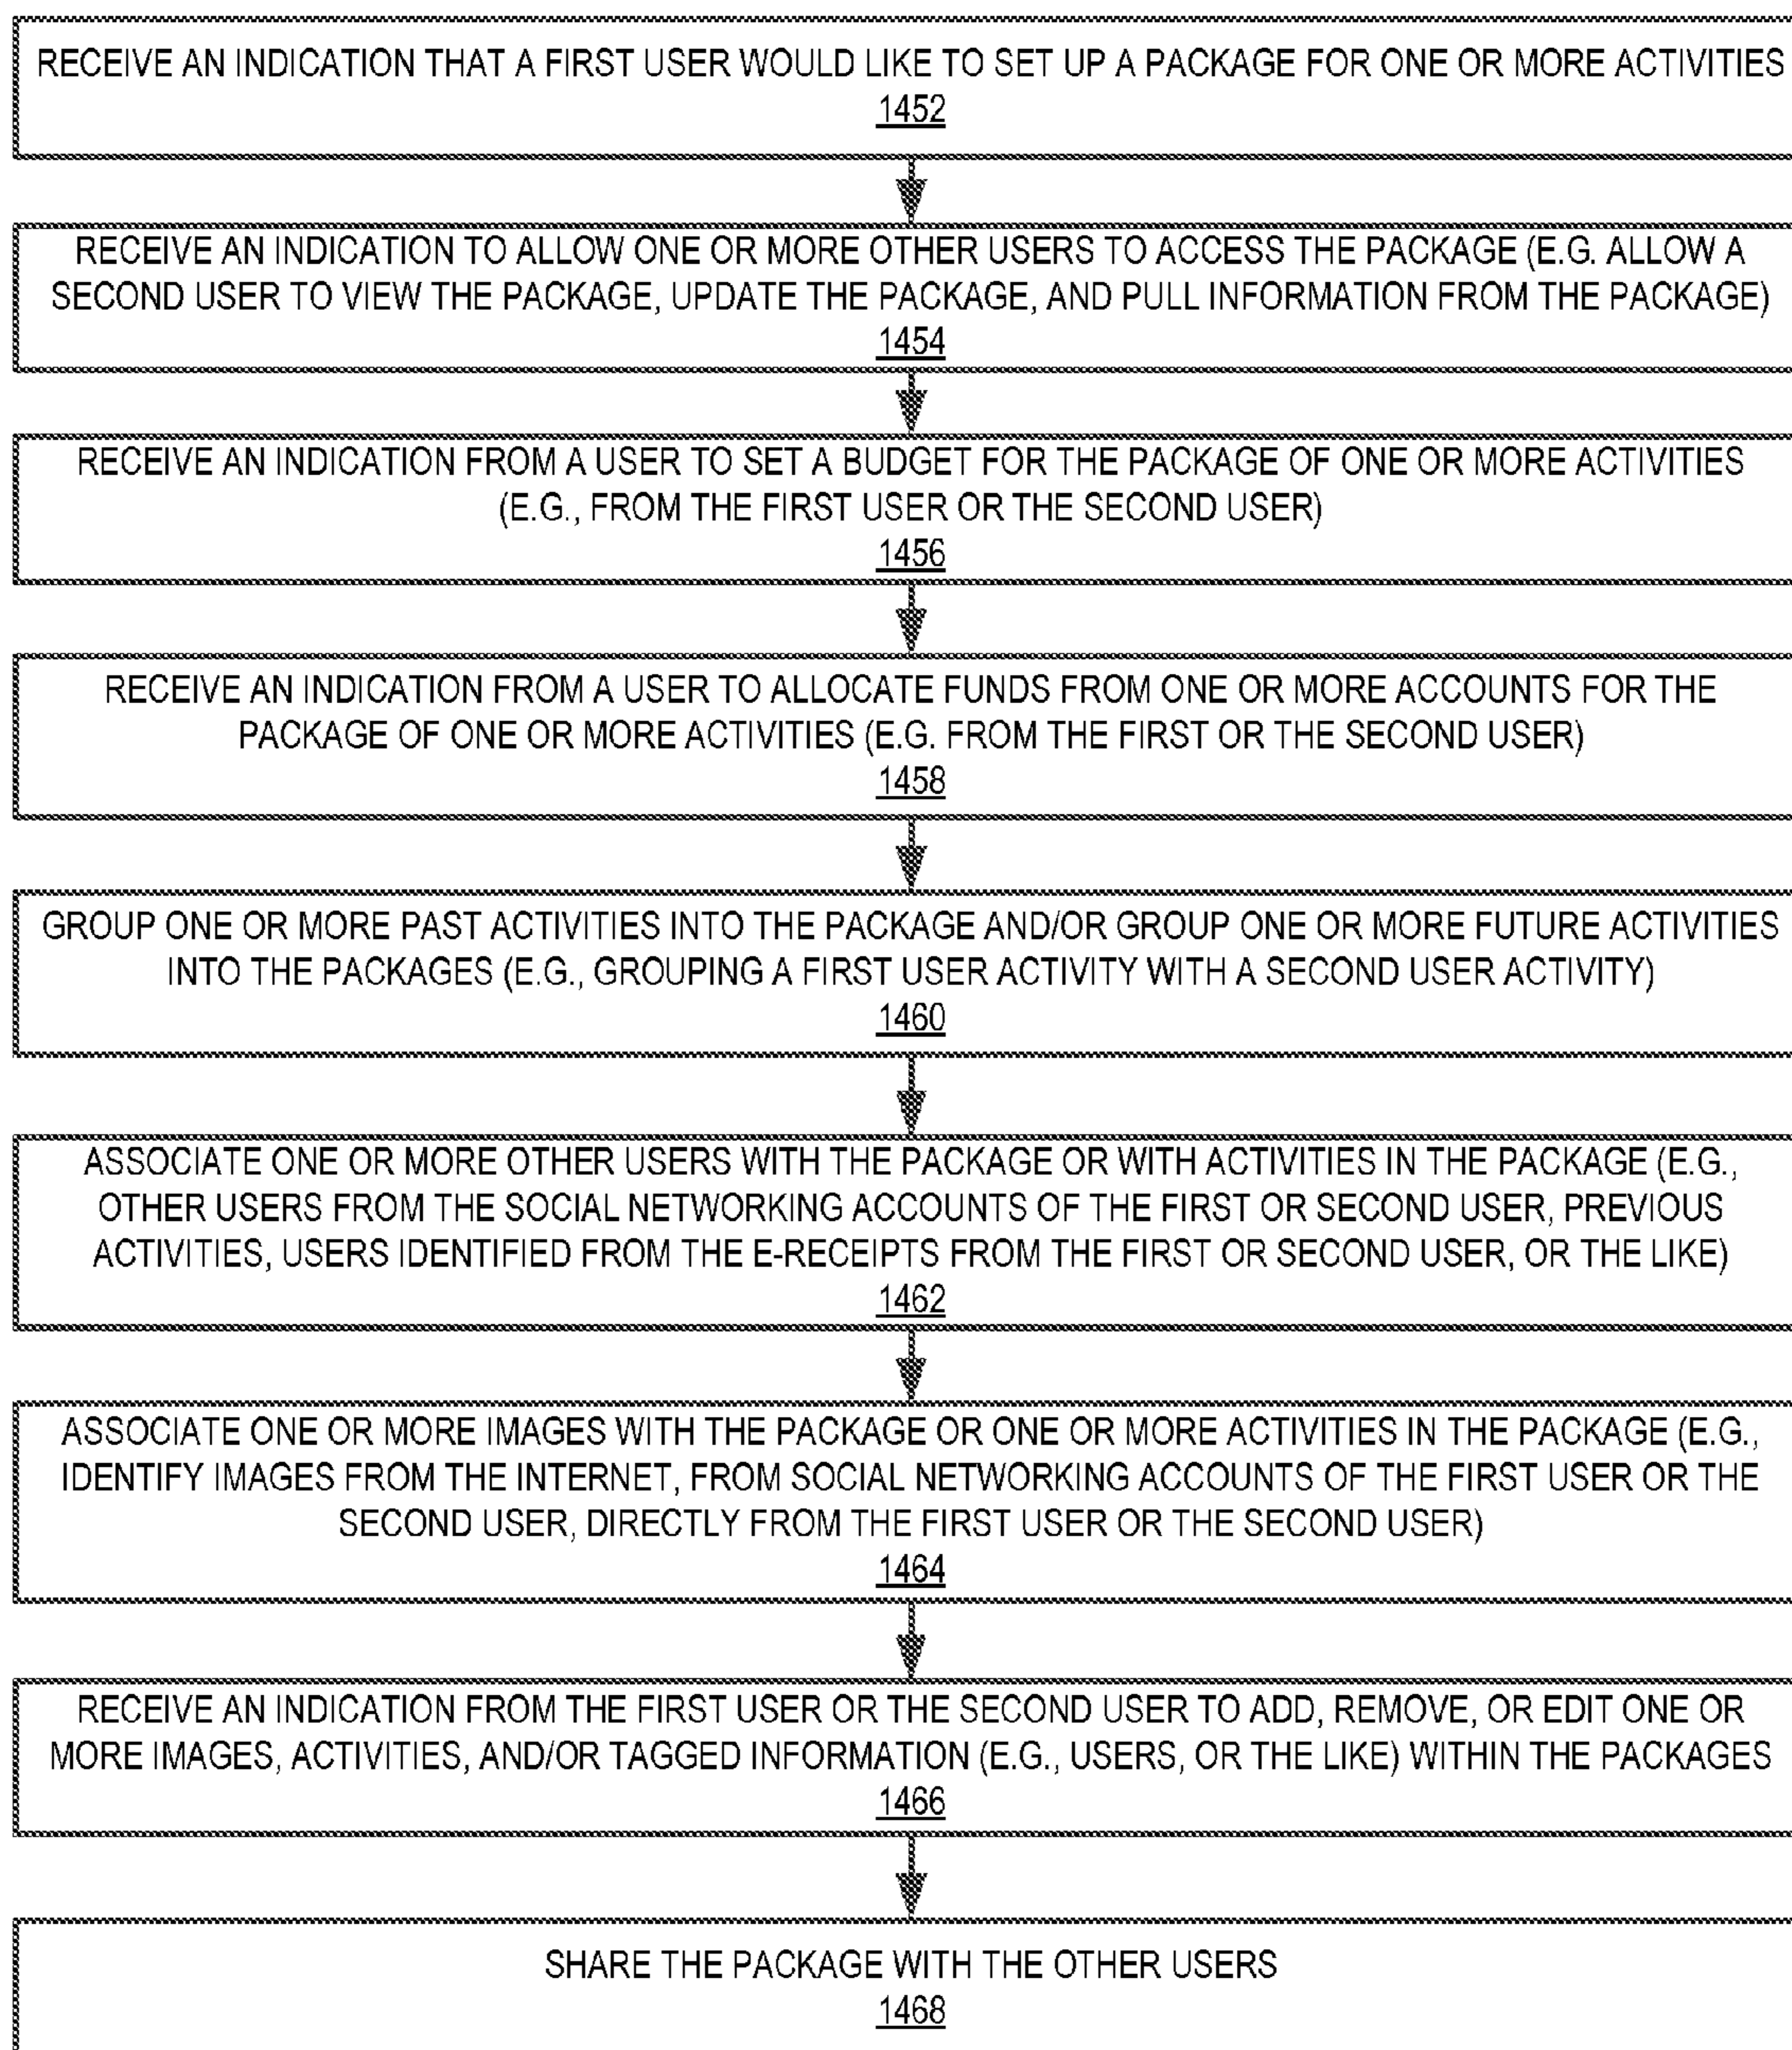 RECEIVE AN INDICATION THAT A FIRST USER WOULD LIKE TO SET UP A PACKAGE FOR ONE OR MORE ACTIVITIES
1452
RECEIVE AN INDICATION TO ALLOW ONE OR MORE OTHER USERS TO ACCESS THE PACKAGE (E.G. ALLOW A
SECOND USER TO VIEW THE PACKAGE, UPDATE THE PACKAGE, AND PULL INFORMATION FROM THE PACKAGE)
1454
RECEIVE AN INDICATION FROM A USER TO SET A BUDGET FOR THE PACKAGE OF ONE OR MORE ACTIVITIES
(E.G., FROM THE FIRST USER OR THE SECOND USER)
1456
RECEIVE AN INDICATION FROM A USER TO ALLOCATE FUNDS FROM ONE OR MORE ACCOUNTS FOR THE
PACKAGE OF ONE OR MORE ACTIVITIES (E.G. FROM THE FIRST OR THE SECOND USER)
1458
GROUP ONE OR MORE PAST ACTIVITIES INTO THE PACKAGE AND/OR GROUP ONE OR MORE FUTURE ACTIVITIES
INTO THE PACKAGES (E.G., GROUPING A FIRST USER ACTIVITY WITH A SECOND USER ACTIVITY)
1460
ASSOCIATE ONE OR MORE OTHER USERS WITH THE PACKAGE OR WITH ACTIVITIES IN THE PACKAGE (E.G.,
OTHER USERS FROM THE SOCIAL NETWORKING ACCOUNTS OF THE FIRST OR SECOND USER, PREVIOUS
ACTIVITIES, USERS IDENTIFIED FROM THE E-RECEIPTS FROM THE FIRST OR SECOND USER, OR THE LIKE)
1462
ASSOCIATE ONE OR MORE IMAGES WITH THE PACKAGE OR ONE OR MORE ACTIVITIES IN THE PACKAGE (E.G.,
IDENTIFY IMAGES FROM THE INTERNET, FROM SOCIAL NETWORKING ACCOUNTS OF THE FIRST USER OR THE
SECOND USER, DIRECTLY FROM THE FIRST USER OR THE SECOND USER)
1464
RECEIVE AN INDICATION FROM THE FIRST USER OR THE SECOND USER TO ADD, REMOVE, OR EDIT ONE OR
MORE IMAGES, ACTIVITIES, AND/OR TAGGED INFORMATION (E.G., USERS, OR THE LIKE) WITHIN THE PACKAGES
1466
SHARE THE PACKAGE WITH THE OTHER USERS
1468